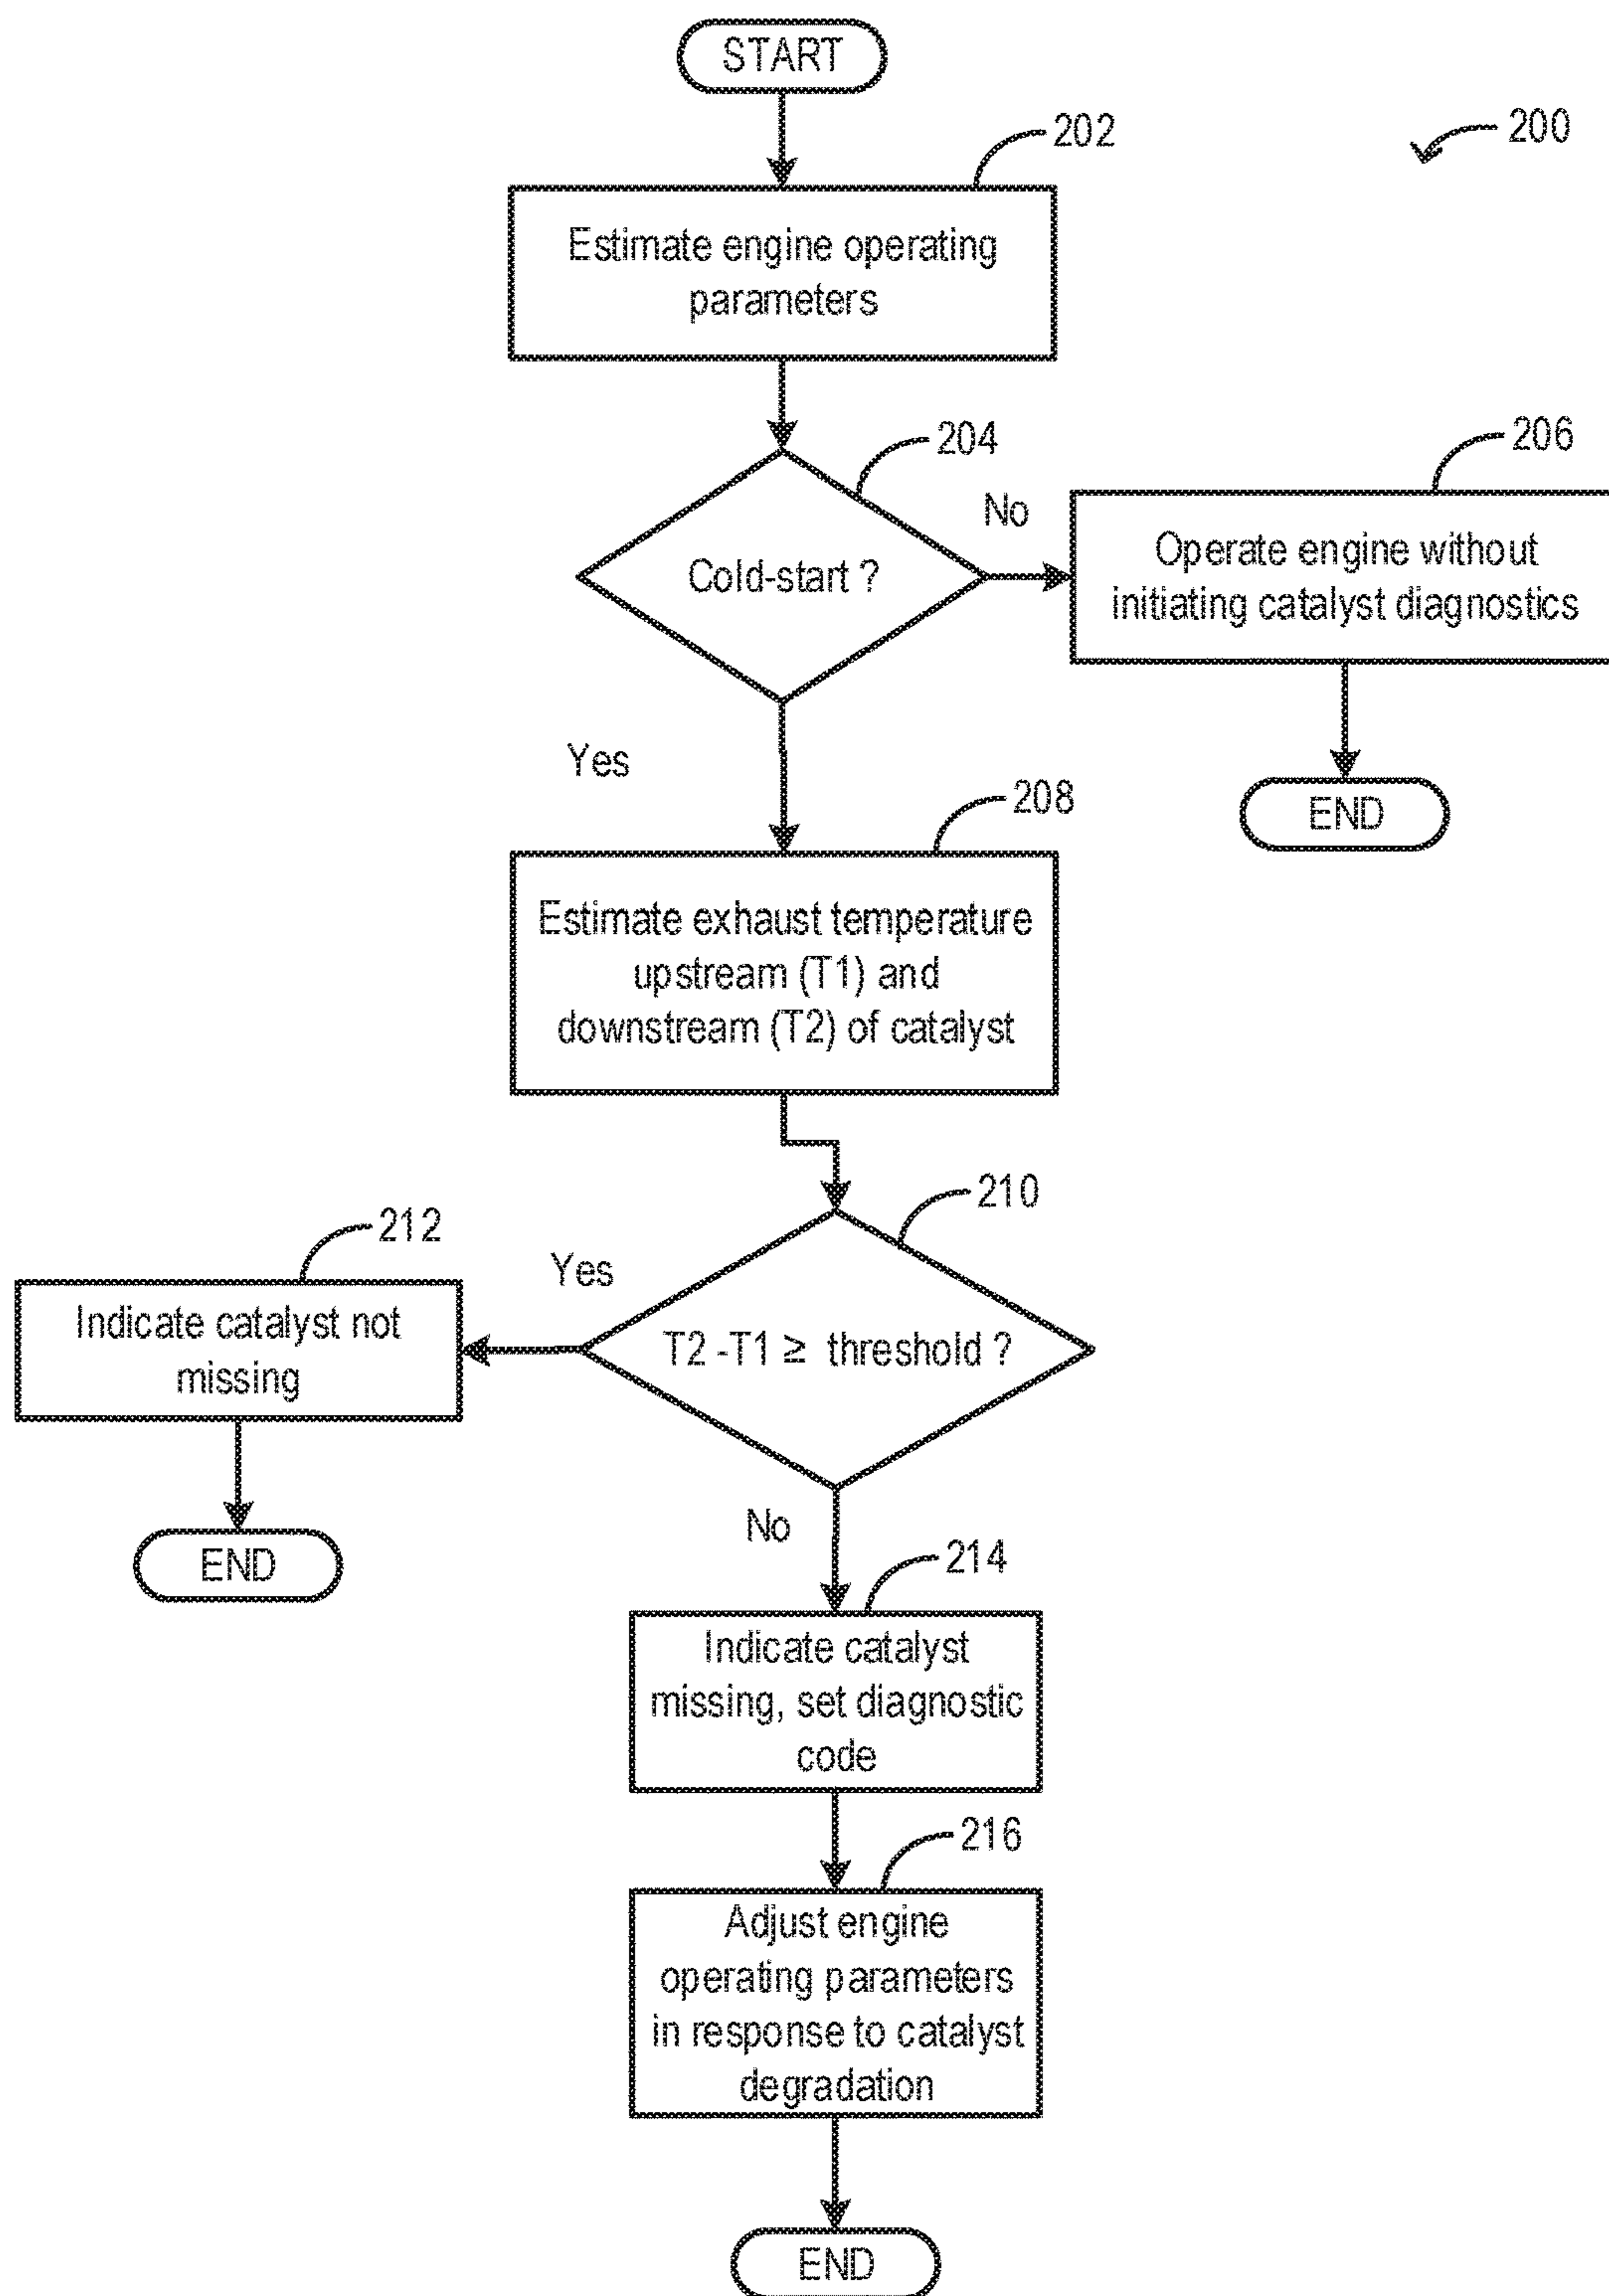 START
202
200
Estimate engine operating
parameters
204
206
No
Cold-start ?
Operate engine without
initiating catalyst diagnostics
Yes
END
208
Estimate exhaust temperature
upstream (T1) and
downstream (T2) of catalyst
210
212
Yes
T2 -T1 ≥ threshold ?
Indicate catalyst not
missing
END
No
214
Indicate catalyst
missing, set diagnostic
code
216
Adjust engine
operating parameters
in response to catalyst
degradation
END